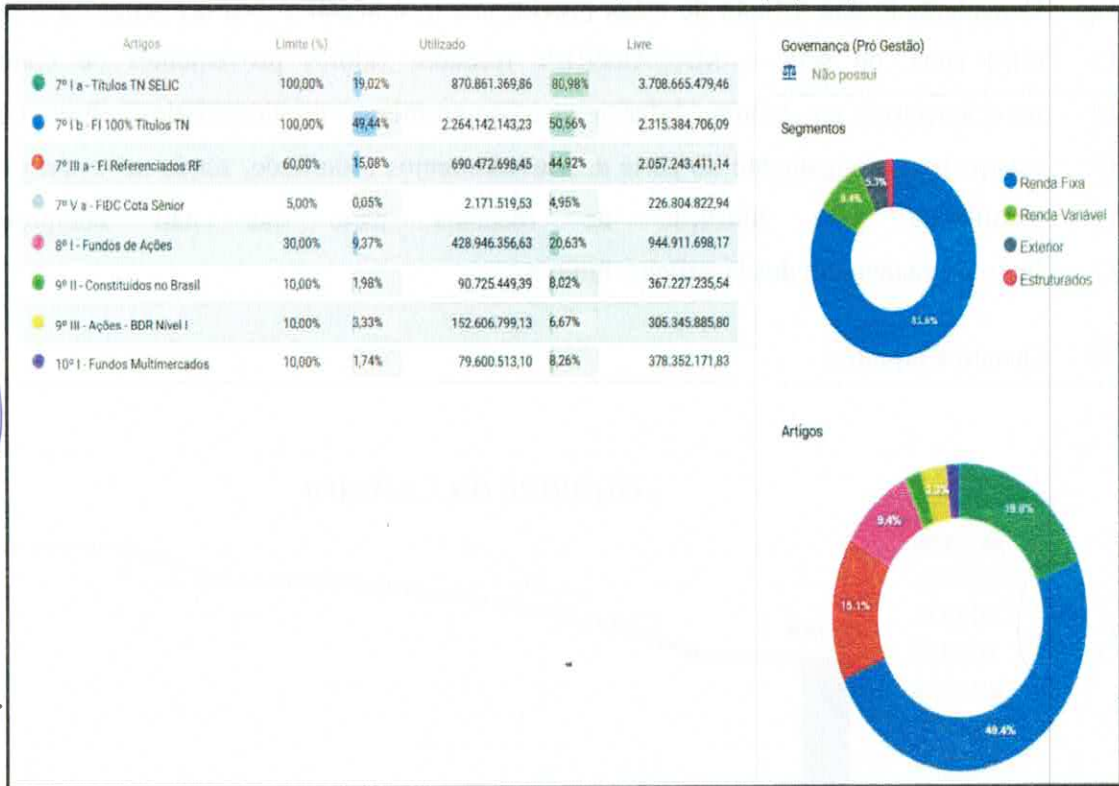 Artigos Limite (%) Utilizado Livre
7º I a - Títulos TN SELIC 100,00% 19,02% 870.861.369,86 80,98% 3.708.665.479,46
7º I b - FI 100% Títulos TN 100,00% 49,44% 2.264.142.143,23 50,56% 2.315.384.706,09
7º III a - FI Referenciados RF 60,00% 15,08% 690.472.698,45 44,92% 2.057.243.411,14
7º V a - FIDC Cota Sênior 5,00% 0,05% 2.171.519,53 4,95% 226.804.822,94
8º I - Fundos de Ações 30,00% 9,37% 428.946.356,63 20,63% 944.911.698,17
9º II - Constituídos no Brasil 10,00% 1,98% 90.725.449,39 8,02% 367.227.235,54
9º III - Ações - BDR Nível I 10,00% 3,33% 152.606.799,13 6,67% 305.345.885,80
10º I - Fundos Multimercados 10,00% 1,74% 79.600.513,10 8,26% 378.352.171,83
Governança (Pró Gestão)
Não possui
Segmentos
5.3%
9.4%
83.6%
Renda Fixa
Renda Variável
Exterior
Estruturados
Artigos
3.3%
9.4%
19.0%
15.1%
49.4%